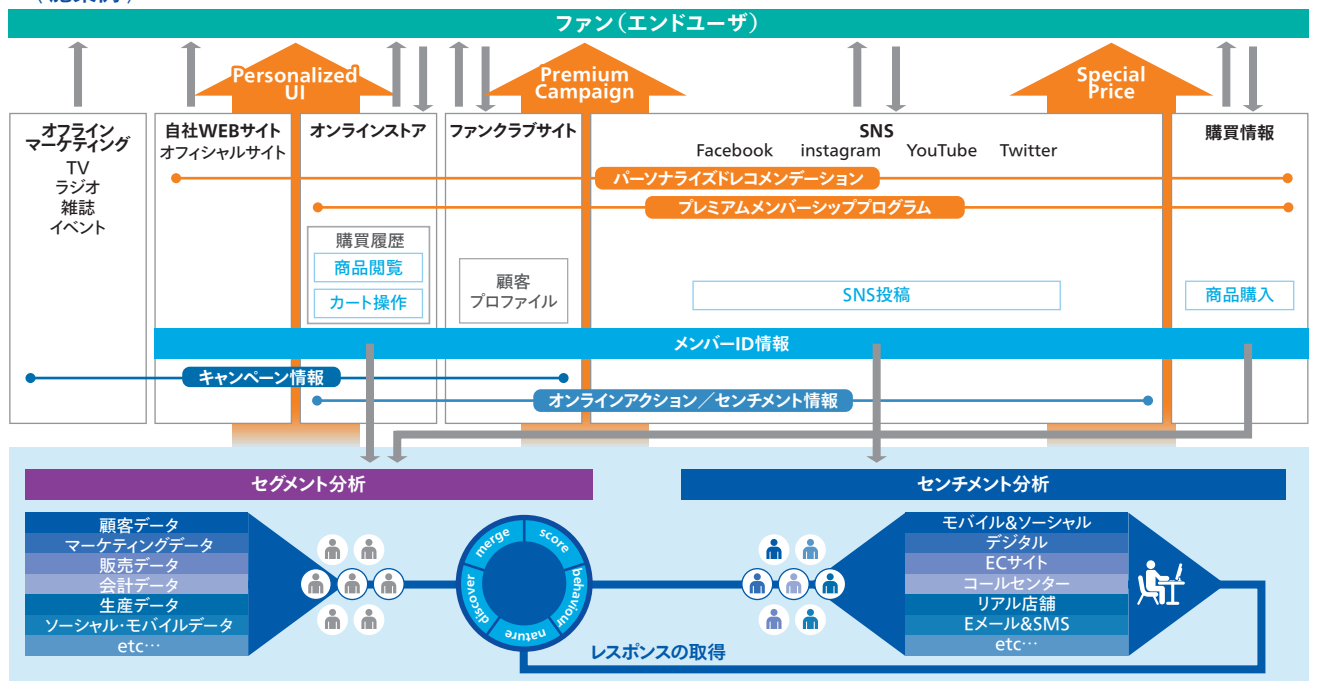 ファン（エンドユーザ）
Personalized
UI
Premium
Campaign
Special
Price
オフライン
マーケティング
TV
ラジオ
雑誌
イベント
自社WEBサイト
オフィシャルサイト
オンラインストア
ファンクラブサイト
SNS
Facebook instagram YouTube Twitter
購買情報
パーソナライズドレコメンデーション
プレミアムメンバーシッププログラム
購買履歴
商品閲覧
カート操作
顧客
プロファイル
SNS投稿
商品購入
メンバーID情報
キャンペーン情報
オンラインアクション／センチメント情報
セグメント分析
顧客データ
マーケティングデータ
販売データ
会計データ
生産データ
ソーシャル・モバイルデータ
etc…
merge
score
behaviour
nature
discover
レスポンスの取得
センチメント分析
モバイル&ソーシャル
デジタル
ECサイト
コールセンター
リアル店舗
Eメール&SMS
etc…